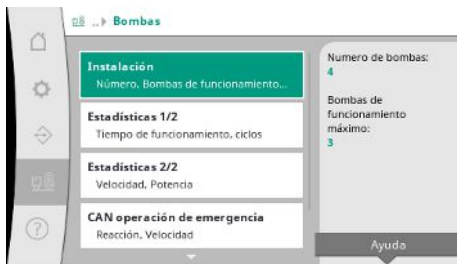 ..▸ Bombas
Instalación
Número, Bombas de funcionamiento...
Estadísticas 1/2
Tiempo de funcionamiento, ciclos
Estadísticas 2/2
Velocidad, Potencia
CAN operación de emergencia
Reacción, Velocidad
Numero de bombas:
4
Bombas de
funcionamiento
máximo:
3
Ayuda